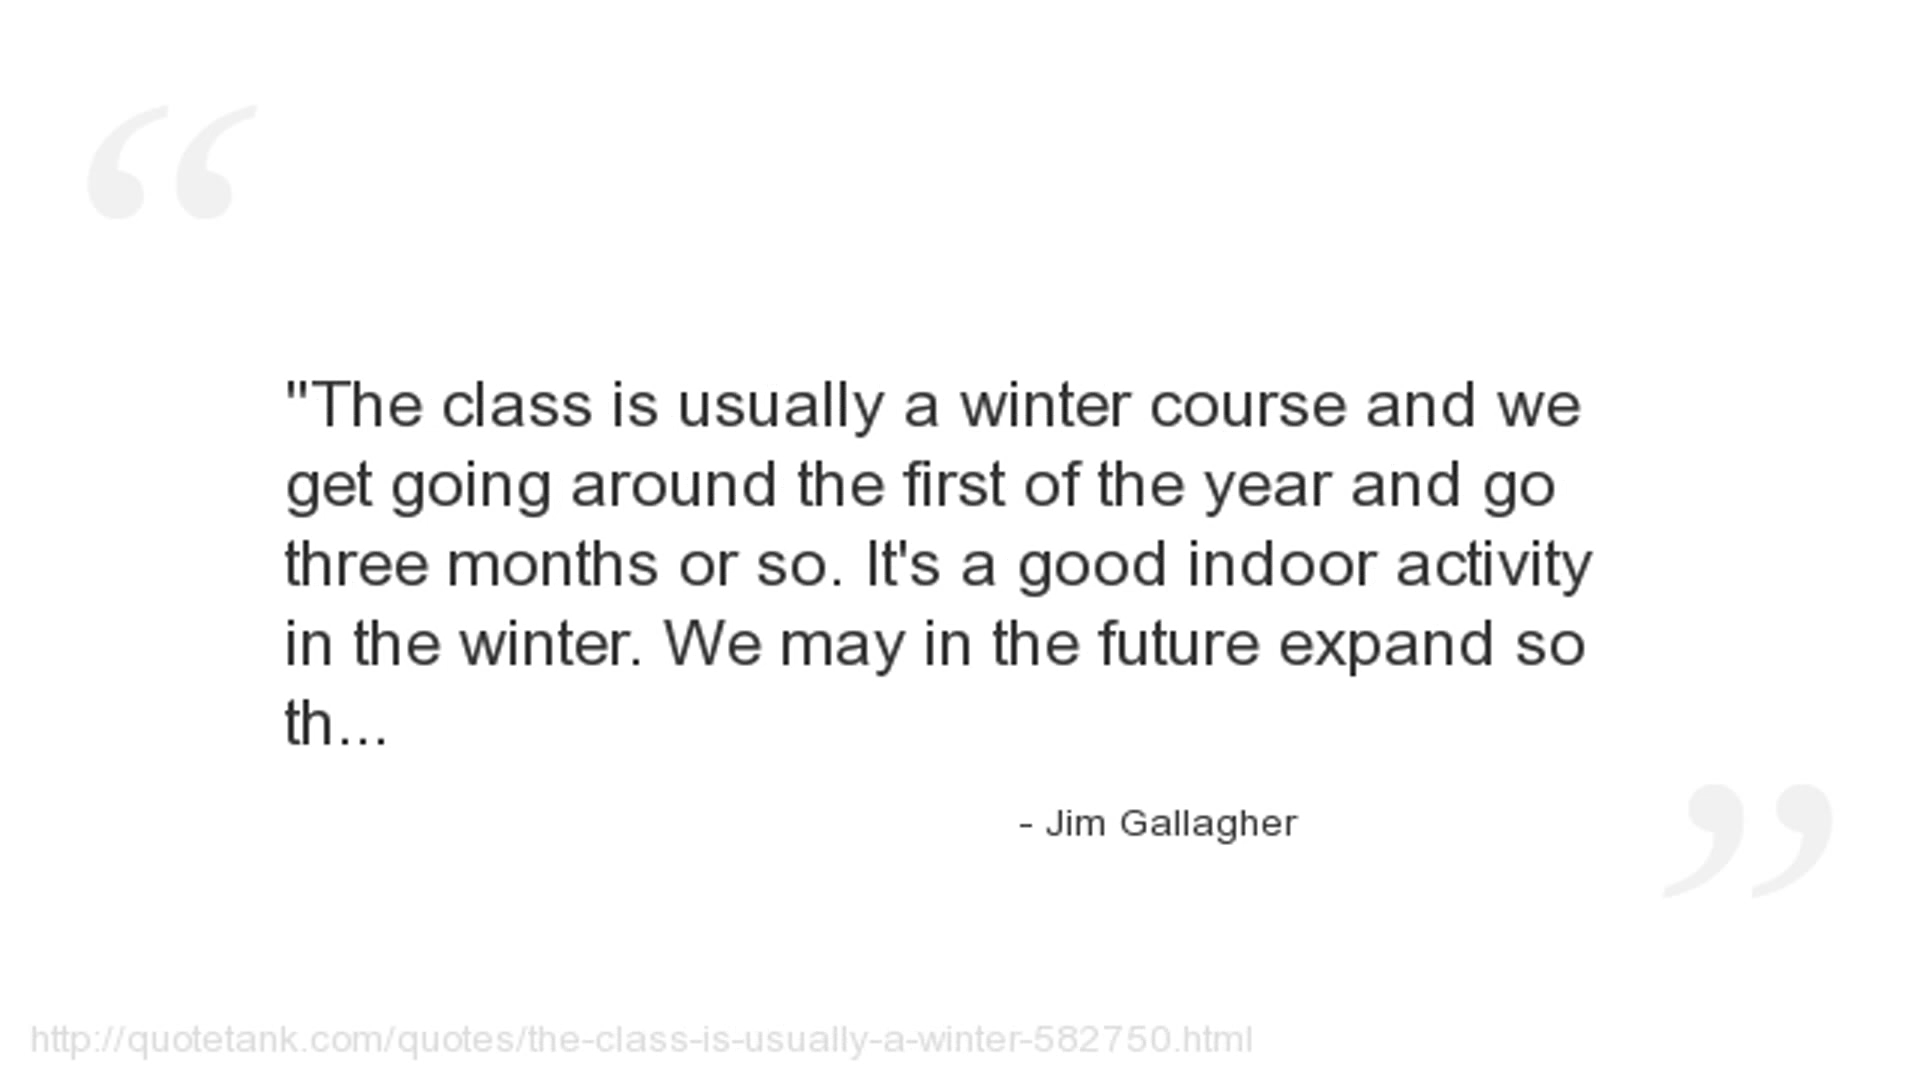 "The class is usually a winter course and we
get going around the first of the year and go
three months or so. It's a good indoor activity
in the winter. We may in the future expand so
th...
- Jim Gallagher
http://quotetank.com/quotes/the-class-is-usually-a-winter-582750.html